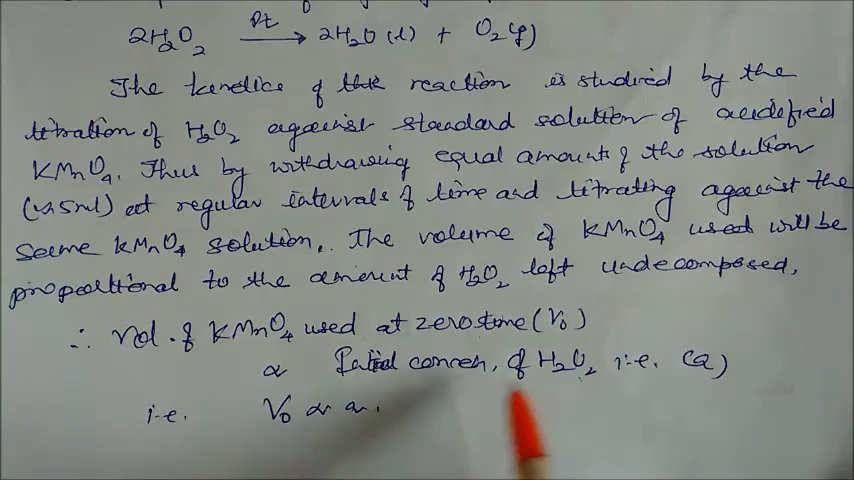 2H2O2 Pt → 2H2O (l) + O2(g)
The kinetics of the reaction is studied by the
titration of H2O2 against standard solution of acidefied
KMnO4. Thus by withdrawing equal amount of the solution
(≈5ml) at regular intervals of time and titrating against the
same KMnO4 solution. The volume of KMnO4 used will be
propotional to the amount of H2O2 left undecomposed.
∴ Vol. of KMnO4 used at zero time (V0)
∝ Initial concen. of H2O2 i.e. (a)
i.e. V0 ∝ a.